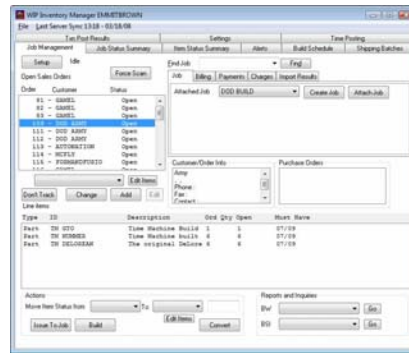 WIP Inventory Manager EMMETBROWN
File Last Server Sync 13:18 - 03/18/08
Tax Post Results Settings Time Posting
Job Management Job Status Summary Item Status Summary Alerts Build Schedule Shipping Batches
Setup Idle
Force Scan
Find Job Find
Open Sales Orders
Job Billing Payments Charges Import Results
Order Customer Status
Attached Job DOD BUILD Create Job Attach Job
81 - GAMEL Open
82 - GAMEL Open
83 - GAMEL Open
DOD ARMY Open
111 - DOD ARMY Open
112 - DOD ARMY Open
113 - AUTOMATION Open
114 - MCFLY Open
Open
Customer/Order Info Purchase Orders
Army
Phone:
Fax:
Contact
Edit Items
Don't Track Change Add Edit
Line items
Type ID Description Ord Qty Open Must Have
Part TM GTO Time Machine Build 1 1 07/09
Part TM HUMMER Time Machine built 6 6 07/09
Part TM DELOREAN The original DeLore 6 6 07/09
Actions Reports and Inquiries
Move Item Status from: To: BW: Go
Issue To Job Build Edit Items Convert Go